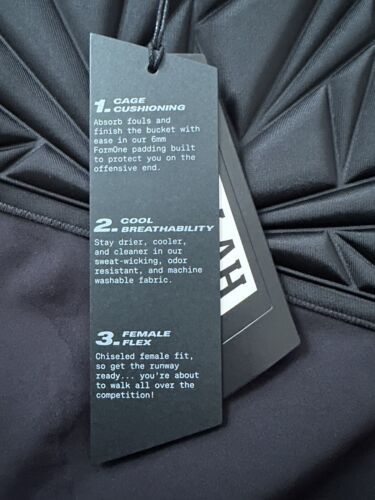 1. CAGE
CUSHIONING
Absorb fouls and
finish the bucket with
ease in our 6mm
FormOne padding built
to protect you on the
offensive end.
2. COOL
BREATHABILITY
Stay drier, cooler,
and cleaner in our
sweat-wicking, odor
resistant, and machine
washable fabric.
3. FEMALE
FLEX
Chiseled female fit,
so get the runway
ready... you're about
to walk all over the
competition!